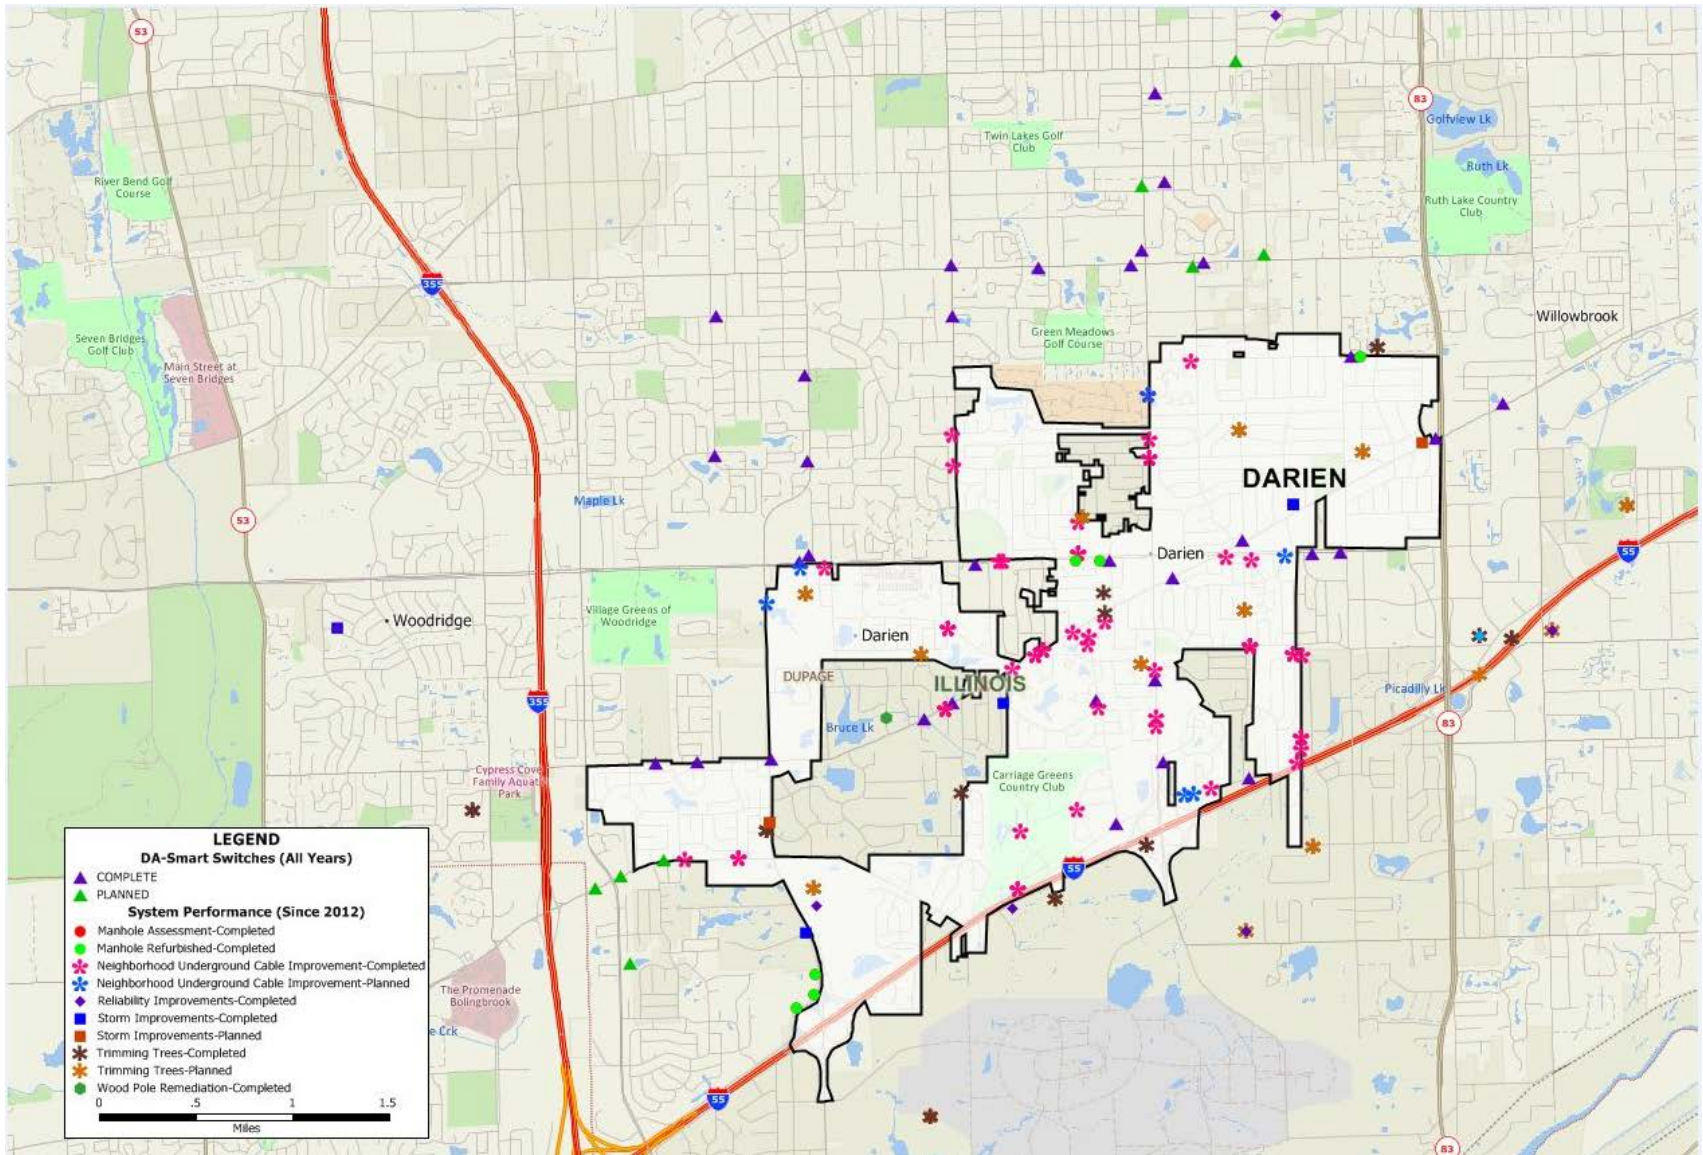 53
83
Golfview Lk
Twin Lakes Golf
Club
Ruth Lk
River Bend Golf
Course
Ruth Lake Country
Club
355
Willowbrook
Green Meadows
Golf Course
Seven Bridges
Golf Club
Main Street at
Seven Bridges
DARIEN
Maple Lk
53
55
Darien
Village Greens of
Woodridge
Woodridge
Darien
DUPAGE
ILLINOIS
Picadilly Lk
355
83
Bruce Lk
Cypress Cove
Family Aquatic
Park
Carriage Greens
Country Club
55
LEGEND
DA-Smart Switches (All Years)
COMPLETE
PLANNED
System Performance (Since 2012)
Manhole Assessment-Completed
Manhole Refurbished-Completed
Neighborhood Underground Cable Improvement-Completed
Neighborhood Underground Cable Improvement-Planned
Reliability Improvements-Completed
Storm Improvements-Completed
Storm Improvements-Planned
Trimming Trees-Completed
Trimming Trees-Planned
Wood Pole Remediation-Completed
0 .5 1 1.5
Miles
The Promenade
Bolingbrook
e Crk
55
83